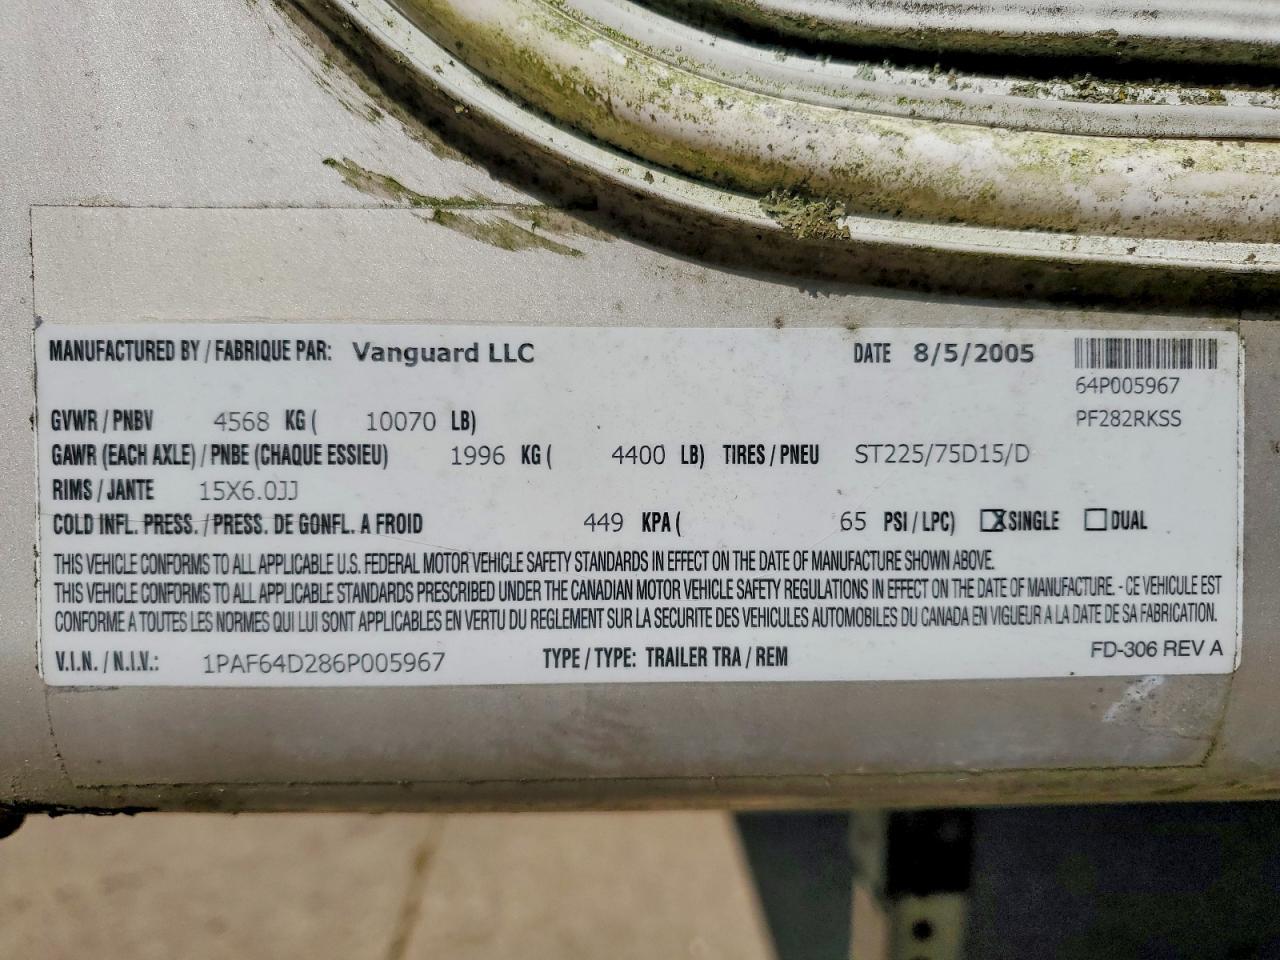 MANUFACTURED BY / FABRIQUE PAR: Vanguard LLC DATE 8/5/2005
64P005967
GVWR / PNBV 4568 KG ( 10070 LB) PF282RKSS
GAWR (EACH AXLE) / PNBE (CHAQUE ESSIEU) 1996 KG ( 4400 LB) TIRES / PNEU ST225/75D15/D
RIMS / JANTE 15X6.0JJ
COLD INFL. PRESS. / PRESS. DE GONFL. A FROID 449 KPA ( 65 PSI / LPC) ☒ SINGLE ☐ DUAL
THIS VEHICLE CONFORMS TO ALL APPLICABLE U.S. FEDERAL MOTOR VEHICLE SAFETY STANDARDS IN EFFECT ON THE DATE OF MANUFACTURE SHOWN ABOVE.
THIS VEHICLE CONFORMS TO ALL APPLICABLE STANDARDS PRESCRIBED UNDER THE CANADIAN MOTOR VEHICLE SAFETY REGULATIONS IN EFFECT ON THE DATE OF MANUFACTURE. - CE VEHICULE EST
CONFORME A TOUTES LES NORMES QUI LUI SONT APPLICABLES EN VERTU DU REGLEMENT SUR LA SECURITE DES VEHICULES AUTOMOBILES DU CANADA EN VIGUEUR A LA DATE DE SA FABRICATION.
V.I.N. / N.I.V.: 1PAF64D286P005967 TYPE / TYPE: TRAILER TRA / REM FD-306 REV A